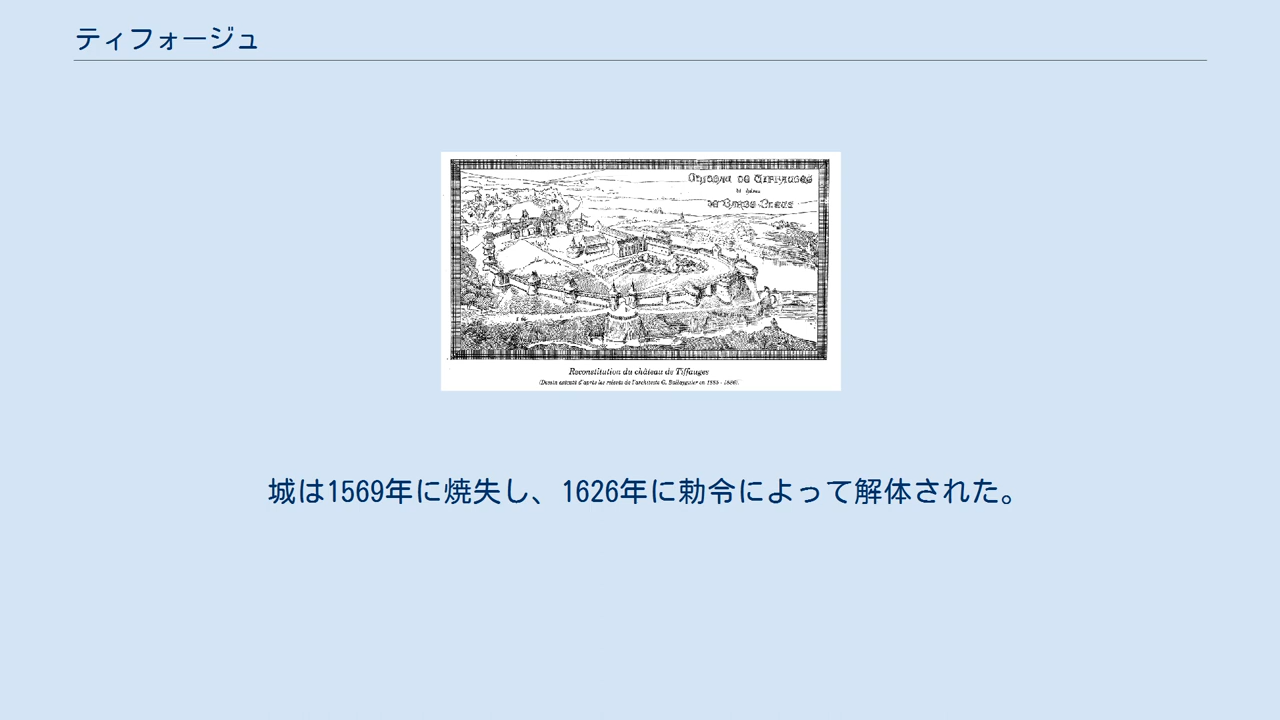 ティフォージュ
Reconstitution du château de Tiffauges
城は1569年に焼失し、1626年に勅令によって解体された。